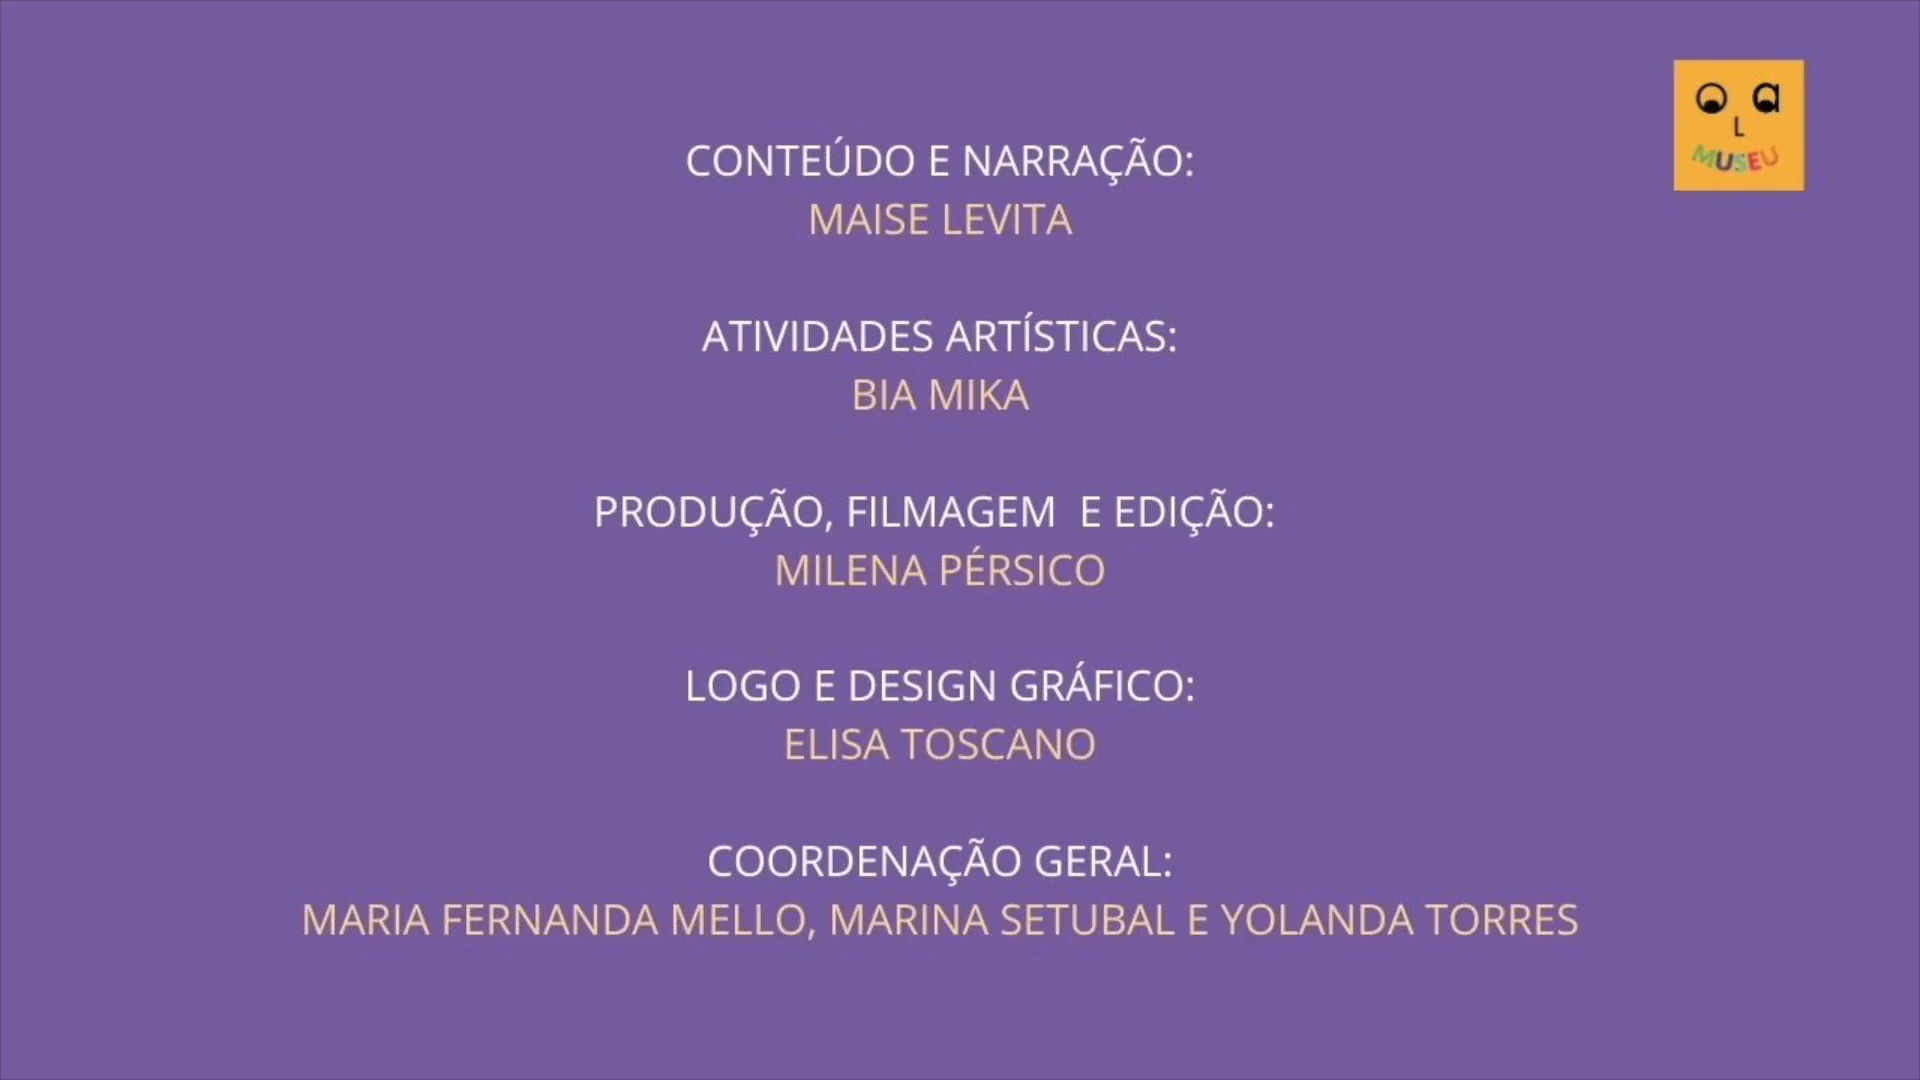 OLA
MUSEU
CONTEÚDO E NARRAÇÃO:
MAISE LEVITA
ATIVIDADES ARTÍSTICAS:
BIA MIKA
PRODUÇÃO, FILMAGEM  E EDIÇÃO:
MILENA PÉRSICO
LOGO E DESIGN GRÁFICO:
ELISA TOSCANO
COORDENAÇÃO GERAL:
MARIA FERNANDA MELLO, MARINA SETUBAL E YOLANDA TORRES